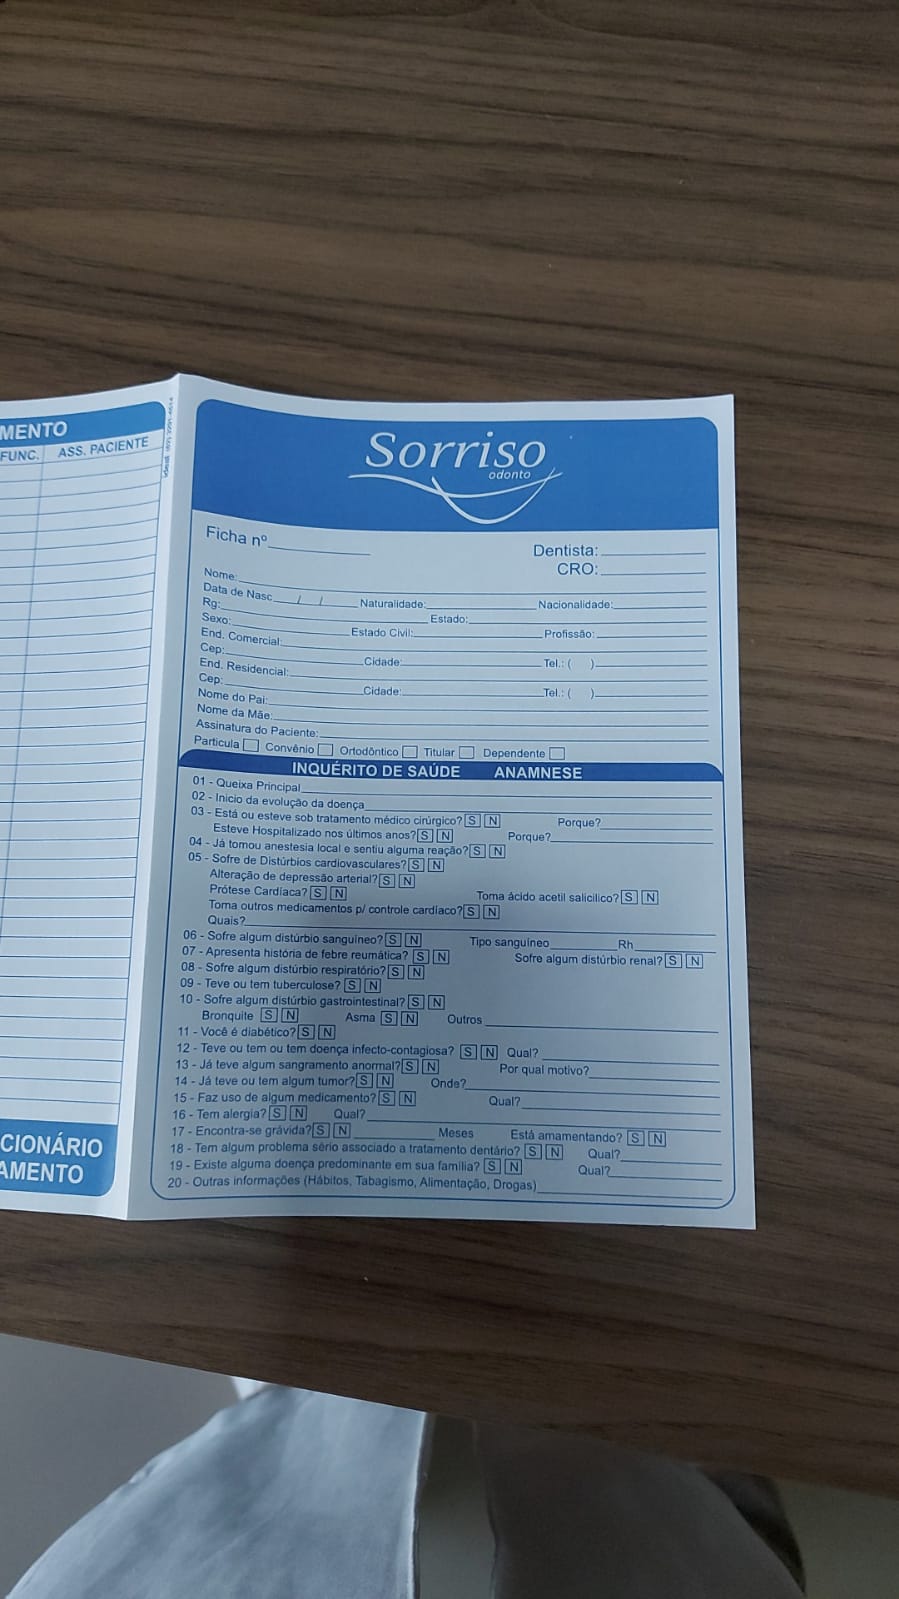 MENTO
FUNC. ASS. PACIENTE
CIONÁRIO
AMENTO
Sorriso
odonto
Ficha nº
Dentista:
CRO:
Nome:
Data de Nasc / / Naturalidade: Nacionalidade:
Rg: Estado:
Sexo: Estado Civil: Profissão:
End. Comercial:
Cep: Cidade: Tel.: ( )
End. Residencial:
Cep: Cidade: Tel.: ( )
Nome do Pai:
Nome da Mãe:
Assinatura do Paciente:
Particula Convênio Ortodôntico Titular Dependente
INQUÉRITO DE SAÚDE ANAMNESE
01 - Queixa Principal
02 - Inicio da evolução da doença
03 - Está ou esteve sob tratamento médico cirúrgico? S N Porque?
Esteve Hospitalizado nos últimos anos? S N Porque?
04 - Já tomou anestesia local e sentiu alguma reação? S N
05 - Sofre de Distúrbios cardiovasculares? S N
Alteração de depressão arterial? S N
Prótese Cardíaca? S N Toma ácido acetil salicilico? S N
Toma outros medicamentos p/ controle cardíaco? S N
Quais?
06 - Sofre algum distúrbio sanguíneo? S N Tipo sanguineo Rh
07 - Apresenta história de febre reumática? S N Sofre algum distúrbio renal? S N
08 - Sofre algum distúrbio respiratório? S N
09 - Teve ou tem tuberculose? S N
10 - Sofre algum distúrbio gastrointestinal? S N
Bronquite S N Asma S N Outros
11 - Você é diabético? S N
12 - Teve ou tem ou tem doença infecto-contagiosa? S N Qual?
13 - Já teve algum sangramento anormal? S N Por qual motivo?
14 - Já teve ou tem algum tumor? S N Onde?
15 - Faz uso de algum medicamento? S N Qual?
16 - Tem alergia? S N Qual?
17 - Encontra-se grávida? S N Meses Está amamentando? S N
18 - Tem algum problema sério associado a tratamento dentário? S N Qual?
19 - Existe alguma doença predominante em sua família? S N Qual?
20 - Outras informações (Hábitos, Tabagismo, Alimentação, Drogas)